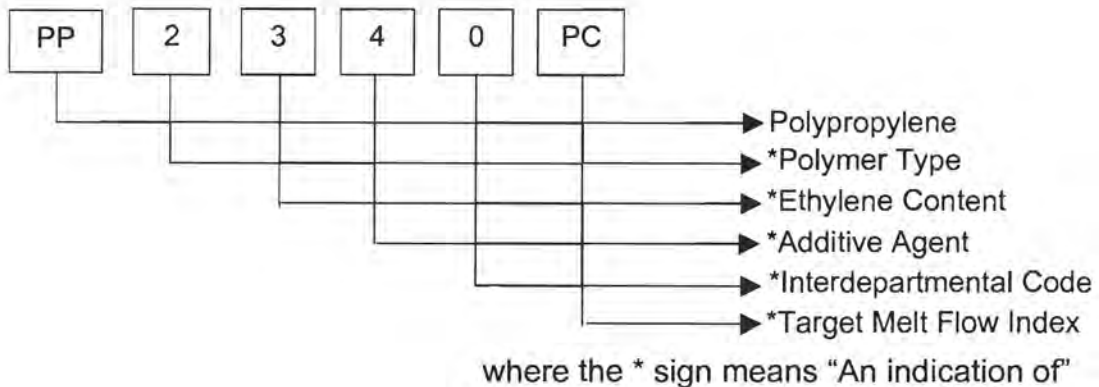 PP 2 3 4 0 PC
Polypropylene
*Polymer Type
*Ethylene Content
*Additive Agent
*Interdepartmental Code
*Target Melt Flow Index
where the * sign means “An indication of”